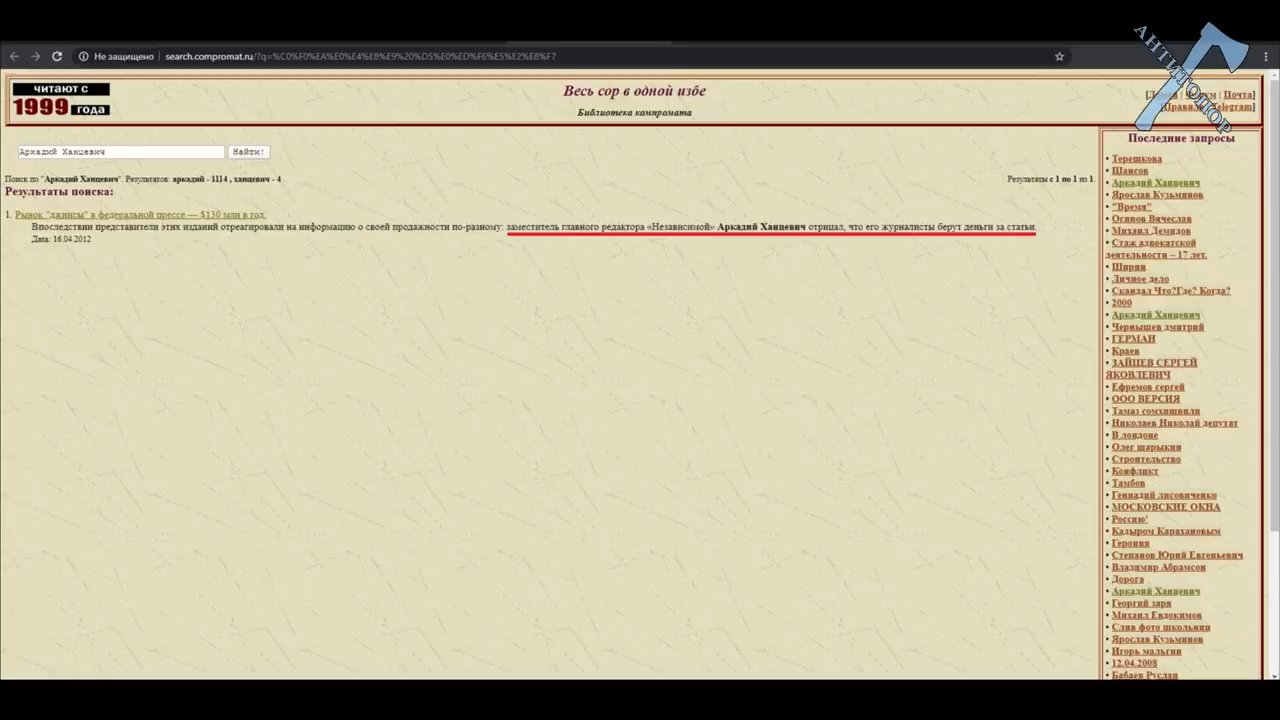 Не защищено
search.compromat.ru/?q=%C0%F0%EA%E0%E4%E8%E9%20%D5%E0%ED%F6%E5%E2%E8%F7
АНТИТОПОР
читают с
1999 года
Весь сор в одной избе
Библиотека компромата
| Почта]
Telegram]
Аркадий Ханцевич
Найти!
Поиск по "Аркадий Ханцевич". Результатов: аркадий - 1114 , ханцевич - 4
Результаты с 1 по 1 из 1.
Результаты поиска:
1. Рынок "джинсы" в федеральной прессе — $130 млн в год.
Впоследствии представители этих изданий отреагировали на информацию о своей продажности по-разному: заместитель главного редактора «Независимой» Аркадий Ханцевич отрицал, что его журналисты берут деньги за статьи.
Дата: 16.04.2012
Последние запросы
• Терешкова
• Шансов
• Аркадий Ханцевич
• Ярослав Кузьминов
• "Время"
• Осипов Вячеслав
• Михаил Демидов
• Стаж адвокатской
деятельности – 17 лет.
• Ширин
• Личное дело
• Скандал Что?Где? Когда?
• 2000
• Аркадий Ханцевич
• Чернышев дмитрий
• ГЕРМАН
• Краев
• ЗАЙЦЕВ СЕРГЕЙ
ЯКОВЛЕВИЧ
• Ефремов сергей
• ООО ВЕРСИЯ
• Тамаз сомхишвили
• Николаев Николай депутат
• В лондоне
• Олег шарыкин
• Строительство
• Конфликт
• Тамбов
• Геннадий лисовиченко
• МОСКОВСКИЕ ОКНА
• Россию'
• Кадыром Карахановым
• Героиня
• Степанов Юрий Евгеньевич
• Владимир Абрамсон
• Дорога
• Аркадий Ханцевич
• Георгий заря
• Михаил Евдокимов
• Слив фото школьниц
• Ярослав Кузьминов
• Игорь мальгин
• 12.04.2008
• Бабаев Руслан